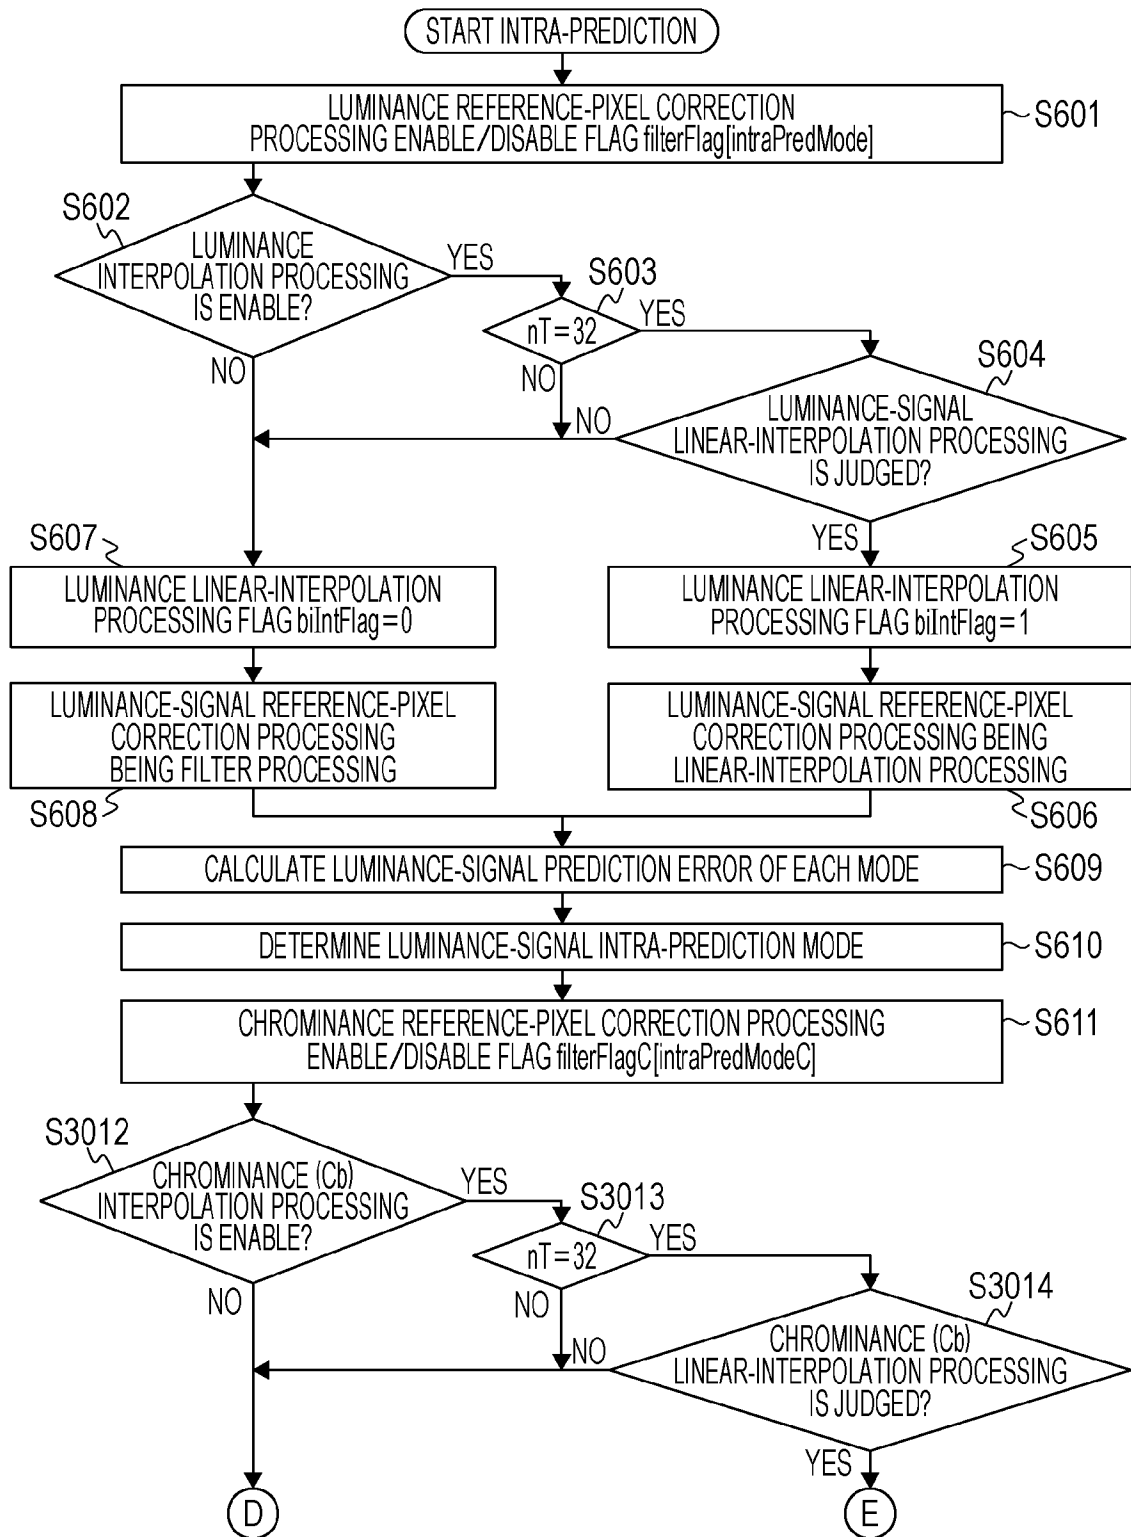 START INTRA-PREDICTION
LUMINANCE REFERENCE-PIXEL CORRECTION
PROCESSING ENABLE/DISABLE FLAG filterFlag[intraPredMode]
S601
S602
LUMINANCE
INTERPOLATION PROCESSING
IS ENABLE?
YES
NO
S603
nT=32
YES
NO
S604
LUMINANCE-SIGNAL
LINEAR-INTERPOLATION PROCESSING
IS JUDGED?
NO
YES
S607
LUMINANCE LINEAR-INTERPOLATION
PROCESSING FLAG biIntFlag=0
S605
LUMINANCE LINEAR-INTERPOLATION
PROCESSING FLAG biIntFlag=1
LUMINANCE-SIGNAL REFERENCE-PIXEL
CORRECTION PROCESSING
BEING FILTER PROCESSING
S608
LUMINANCE-SIGNAL REFERENCE-PIXEL
CORRECTION PROCESSING BEING
LINEAR-INTERPOLATION PROCESSING
S606
CALCULATE LUMINANCE-SIGNAL PREDICTION ERROR OF EACH MODE
S609
DETERMINE LUMINANCE-SIGNAL INTRA-PREDICTION MODE
S610
CHROMINANCE REFERENCE-PIXEL CORRECTION PROCESSING
ENABLE/DISABLE FLAG filterFlagC[intraPredModeC]
S611
S3012
CHROMINANCE (Cb)
INTERPOLATION PROCESSING
IS ENABLE?
YES
NO
S3013
nT=32
YES
NO
S3014
CHROMINANCE (Cb)
LINEAR-INTERPOLATION PROCESSING
IS JUDGED?
NO
YES
D
E